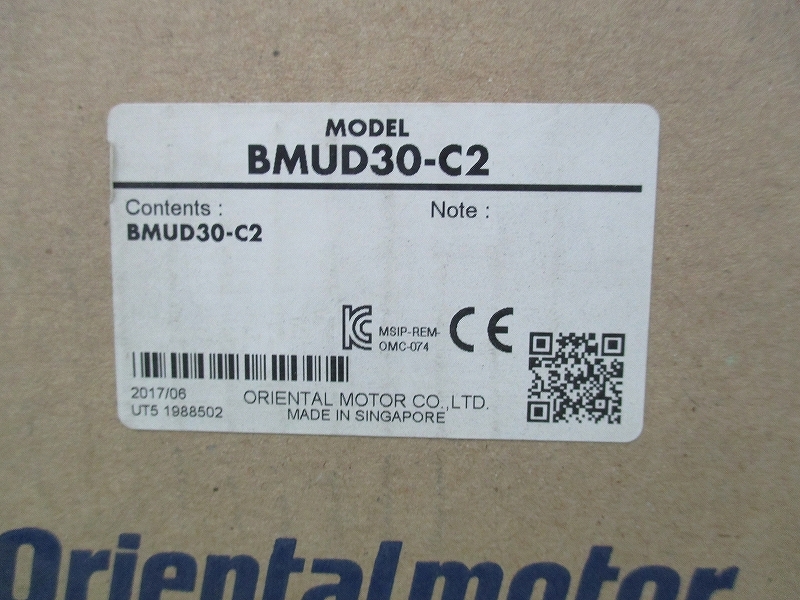 MODEL
BMUD30-C2
Contents : Note :
BMUD30-C2
MSIP-REM-
OMC-074
CE
2017/06
UT5 1988502
ORIENTAL MOTOR CO.,LTD.
MADE IN SINGAPORE
Orientalmotor